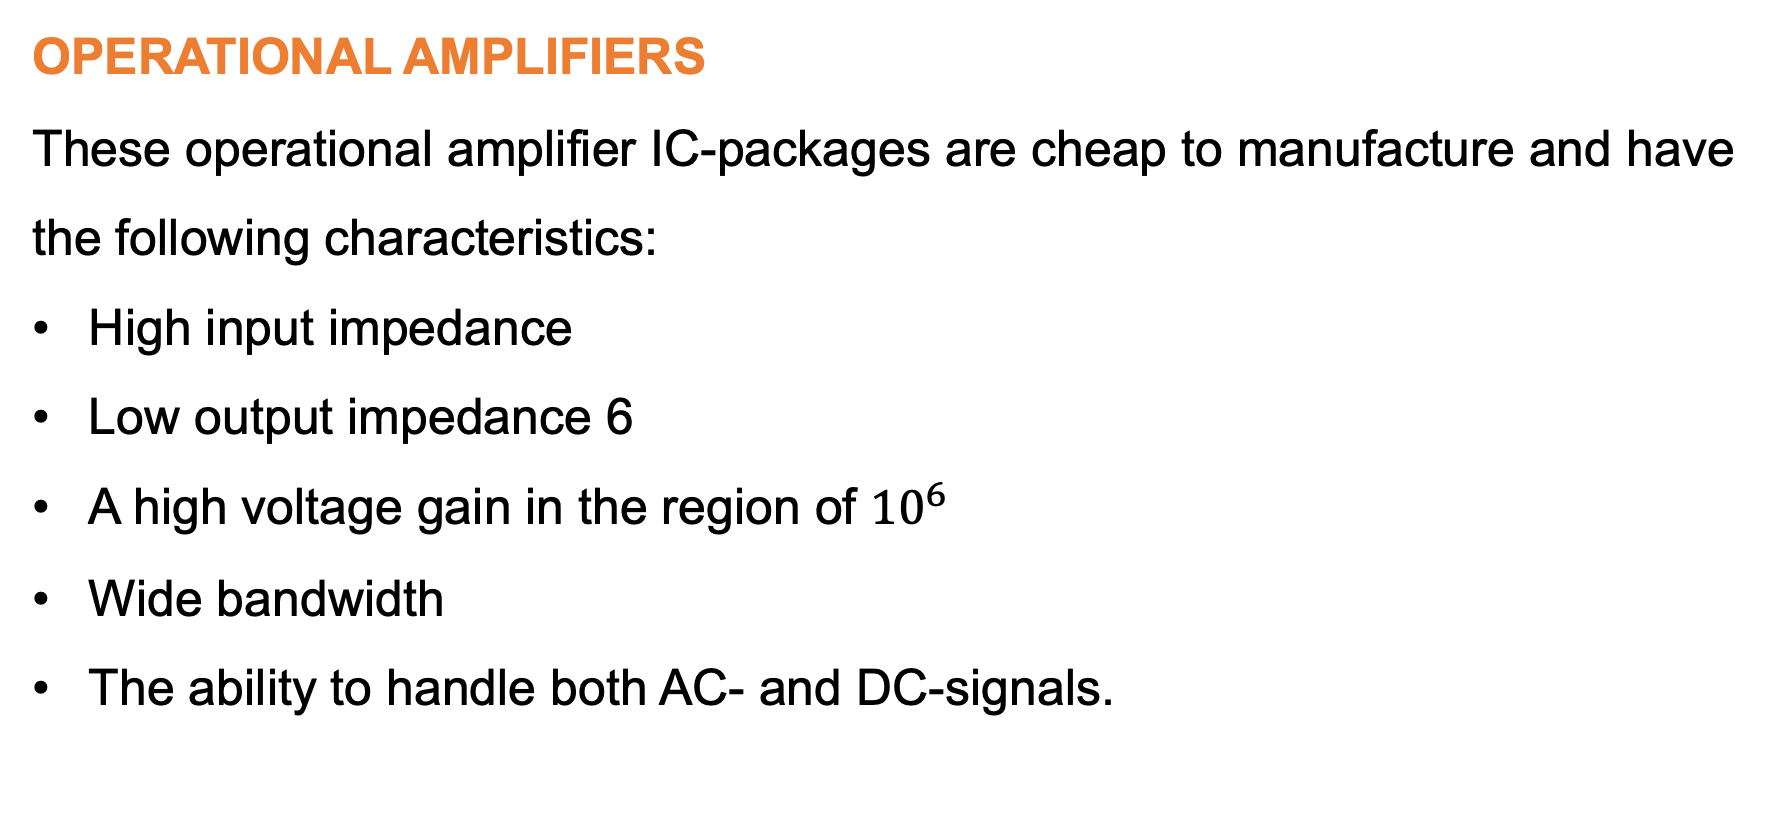 OPERATIONAL AMPLIFIERS
These operational amplifier IC-packages are cheap to manufacture and have
the following characteristics:
• High input impedance
• Low output impedance 6
• A high voltage gain in the region of 10⁶
• Wide bandwidth
• The ability to handle both AC- and DC-signals.